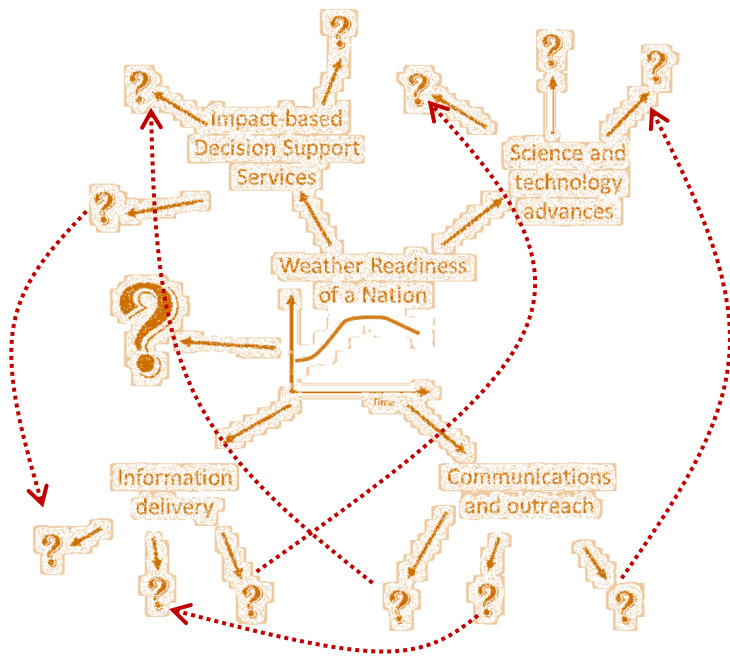 ?
?
?
?
?
?
Impact-based
Decision Support
Services
Science and
technology
advances
Weather Readiness
of a Nation
?
Time
Information
delivery
Communications
and outreach
?
?
?
?
?
?